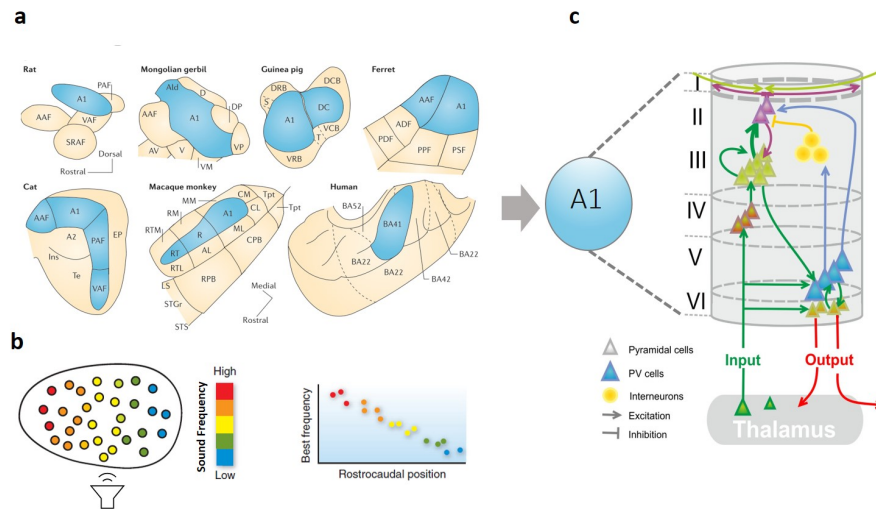 a
Rat
PAF
A1
AAF
VAF
SRAF
Dorsal
Rostral
Mongolian gerbil
AId
D
AAF
A1
DP
VP
AV
V
VM
Guinea pig
DCB
DRB
S
DC
A1
T
VCB
VRB
Ferret
AAF
A1
ADF
PDF
PPF
PSF
Cat
AAF
A1
A2
PAF
EP
Ins
Te
VAF
Macaque monkey
CM
Tpt
MM
CL
RM
A1
Tpt
RTM
R
ML
RT
AL
CPB
RTL
RPB
LS
STGr
STS
Medial
Rostral
Human
BA52
BA41
BA22
BA22
BA22
BA42
b
High
Sound Frequency
Low
Best frequency
Rostrocaudal position
c
A1
I
II
III
IV
V
VI
Input
Output
Pyramidal cells
PV cells
Interneurons
Excitation
Inhibition
Thalamus